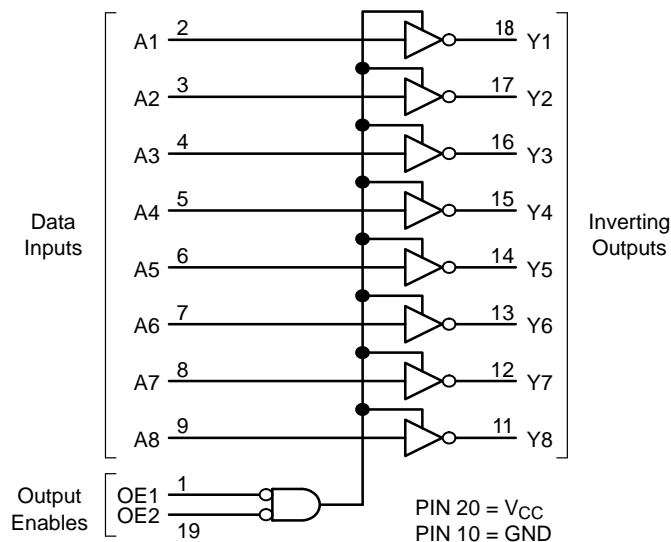 A1 2 18 Y1
A2 3 17 Y2
A3 4 16 Y3
A4 5 15 Y4
Data
Inputs
Inverting
Outputs
A5 6 14 Y5
A6 7 13 Y6
A7 8 12 Y7
A8 9 11 Y8
Output
Enables
OE1 1
OE2
19
PIN 20 = VCC
PIN 10 = GND